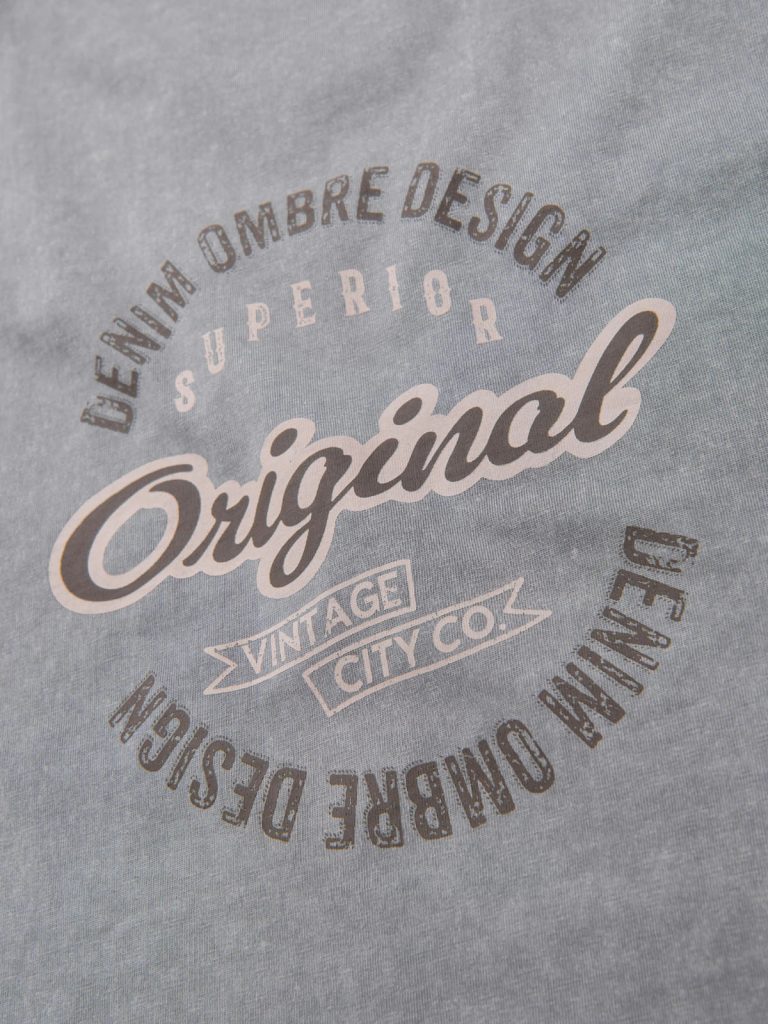 DENIM OMBRE DESIGN
SUPERIOR
Original
VINTAGE
CITY CO.
DENIM OMBRE DESIGN